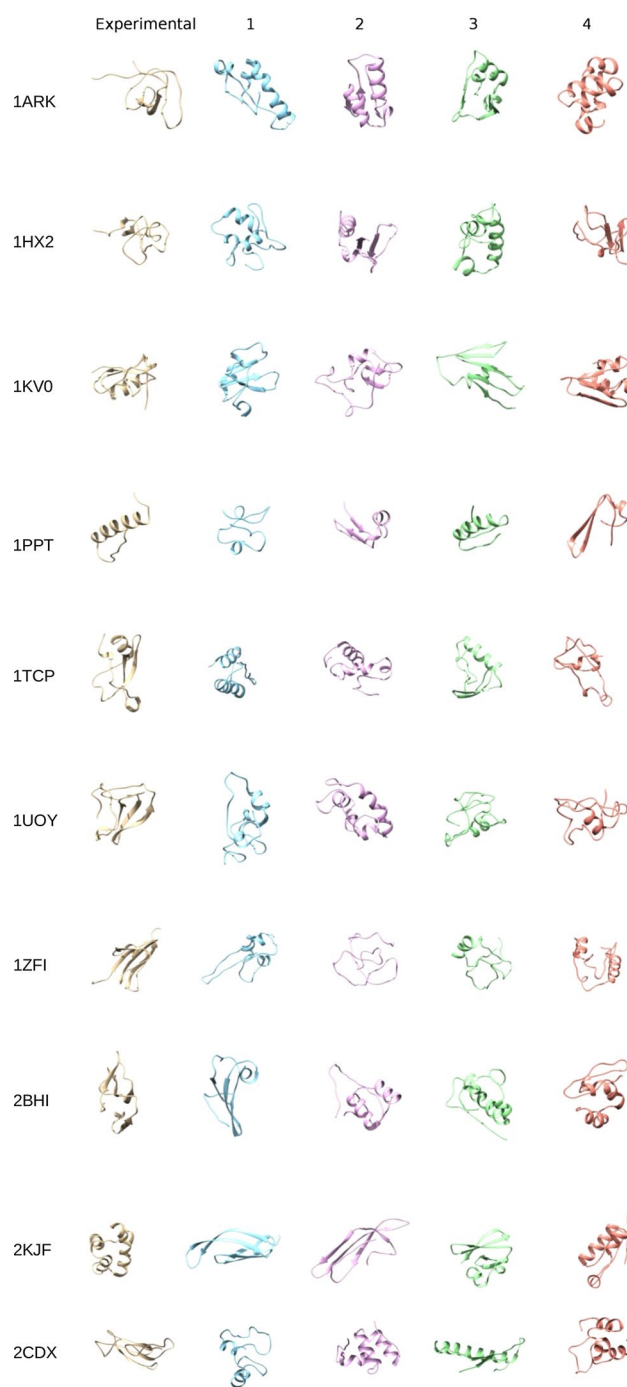 Experimental 1 2 3 4
1ARK
1HX2
1KV0
1PPT
1TCP
1UOY
1ZFI
2BHI
2KJF
2CDX